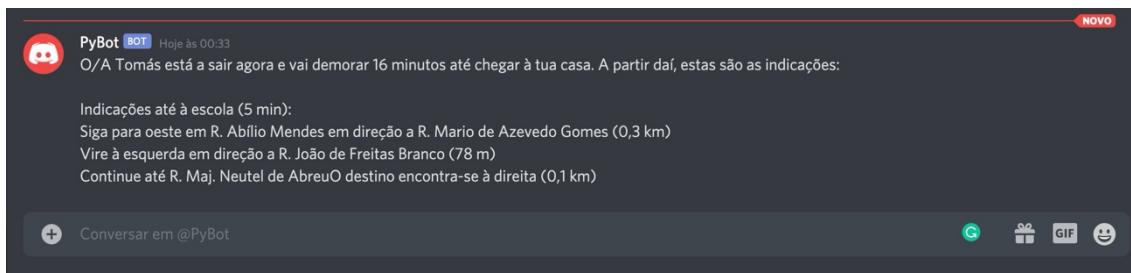 NOVO
PyBot BOT Hoje às 00:33
O/A Tomás está a sair agora e vai demorar 16 minutos até chegar à tua casa. A partir daí, estas são as indicações:
Indicações até à escola (5 min):
Siga para oeste em R. Abílio Mendes em direção a R. Mario de Azevedo Gomes (0,3 km)
Vire à esquerda em direção a R. João de Freitas Branco (78 m)
Continue até R. Maj. Neutel de AbreuO destino encontra-se à direita (0,1 km)
Conversar em @PyBot
GIF